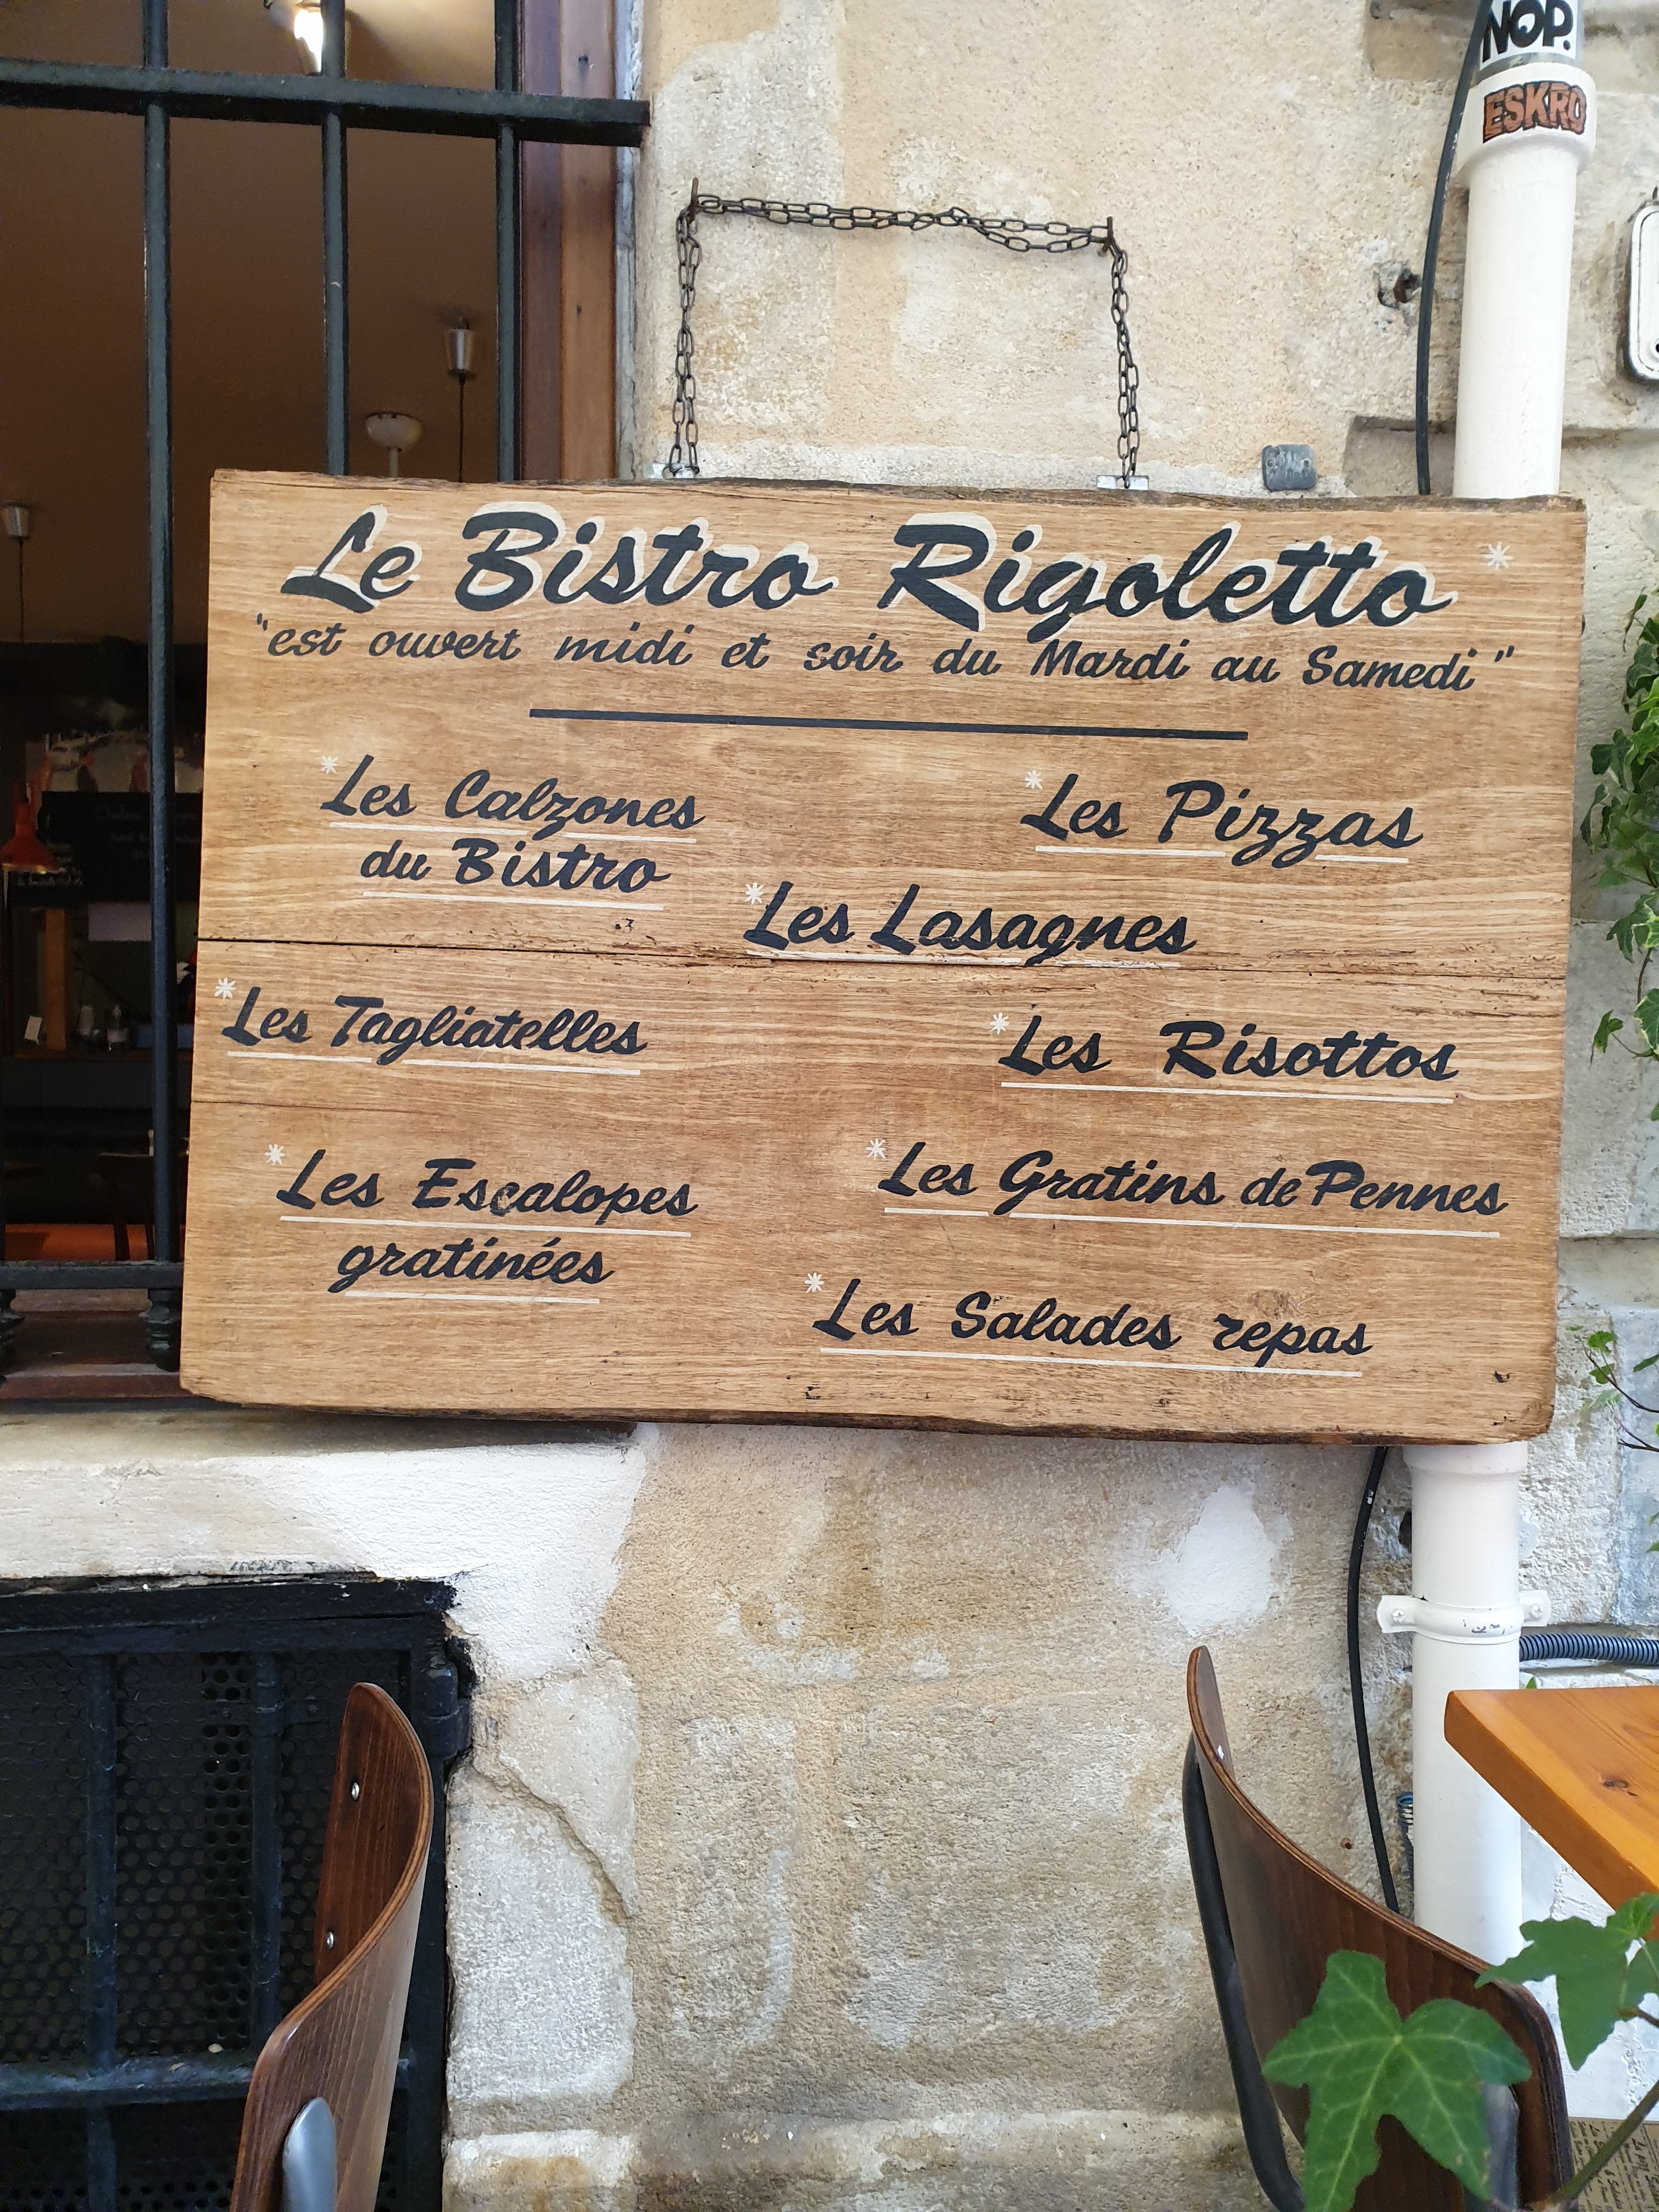 NOP.
ESKRO
Le Bistro Rigoletto *
"est ouvert midi et soir du Mardi au Samedi"
*Les Calzones
du Bistro
*Les Pizzas
*Les Lasagnes
*Les Tagliatelles
*Les Risottos
*Les Escalopes
gratinées
*Les Gratins de Pennes
*Les Salades repas